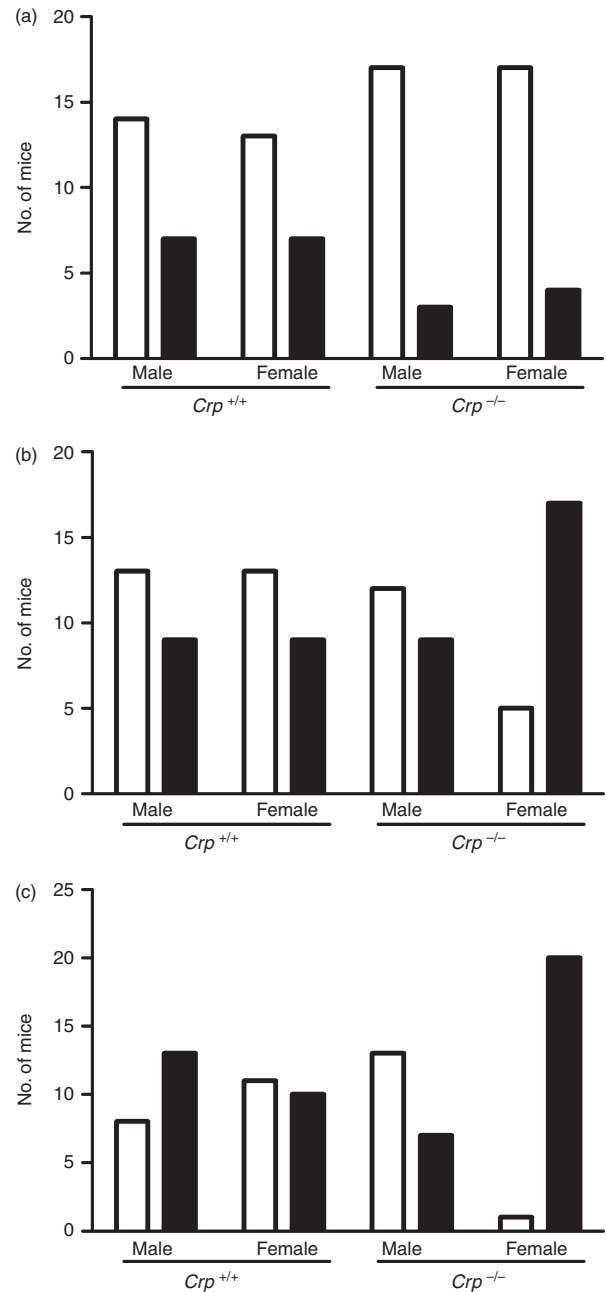 (a)
20
15
10
5
0
No. of mice
Male Female Male Female
Crp +/+ Crp –/–
(b)
20
15
10
5
0
No. of mice
Male Female Male Female
Crp +/+ Crp –/–
(c)
25
20
15
10
5
0
No. of mice
Male Female Male Female
Crp +/+ Crp –/–